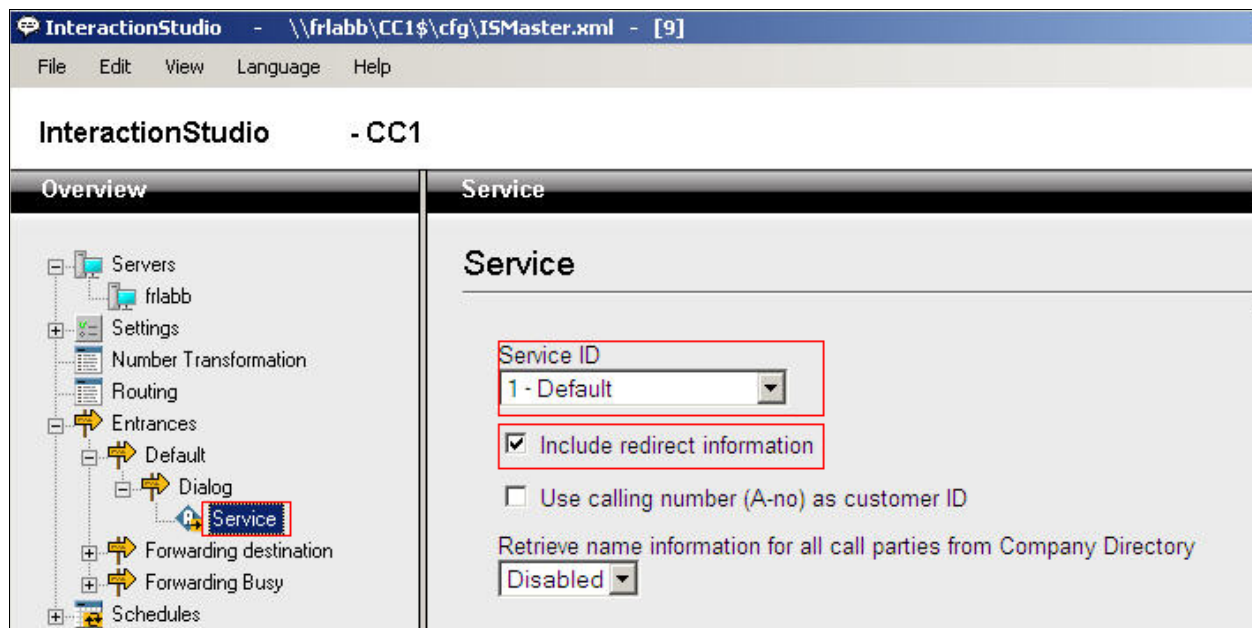 InteractionStudio - \\frlabb\CC1$\cfg\ISMaster.xml - [9]
File Edit View Language Help
InteractionStudio - CC1
Overview
Servers
frlabb
Settings
Number Transformation
Routing
Entrances
Default
Dialog
Service
Forwarding destination
Forwarding Busy
Schedules
Service
Service
Service ID
1 - Default
Include redirect information
Use calling number (A-no) as customer ID
Retrieve name information for all call parties from Company Directory
Disabled